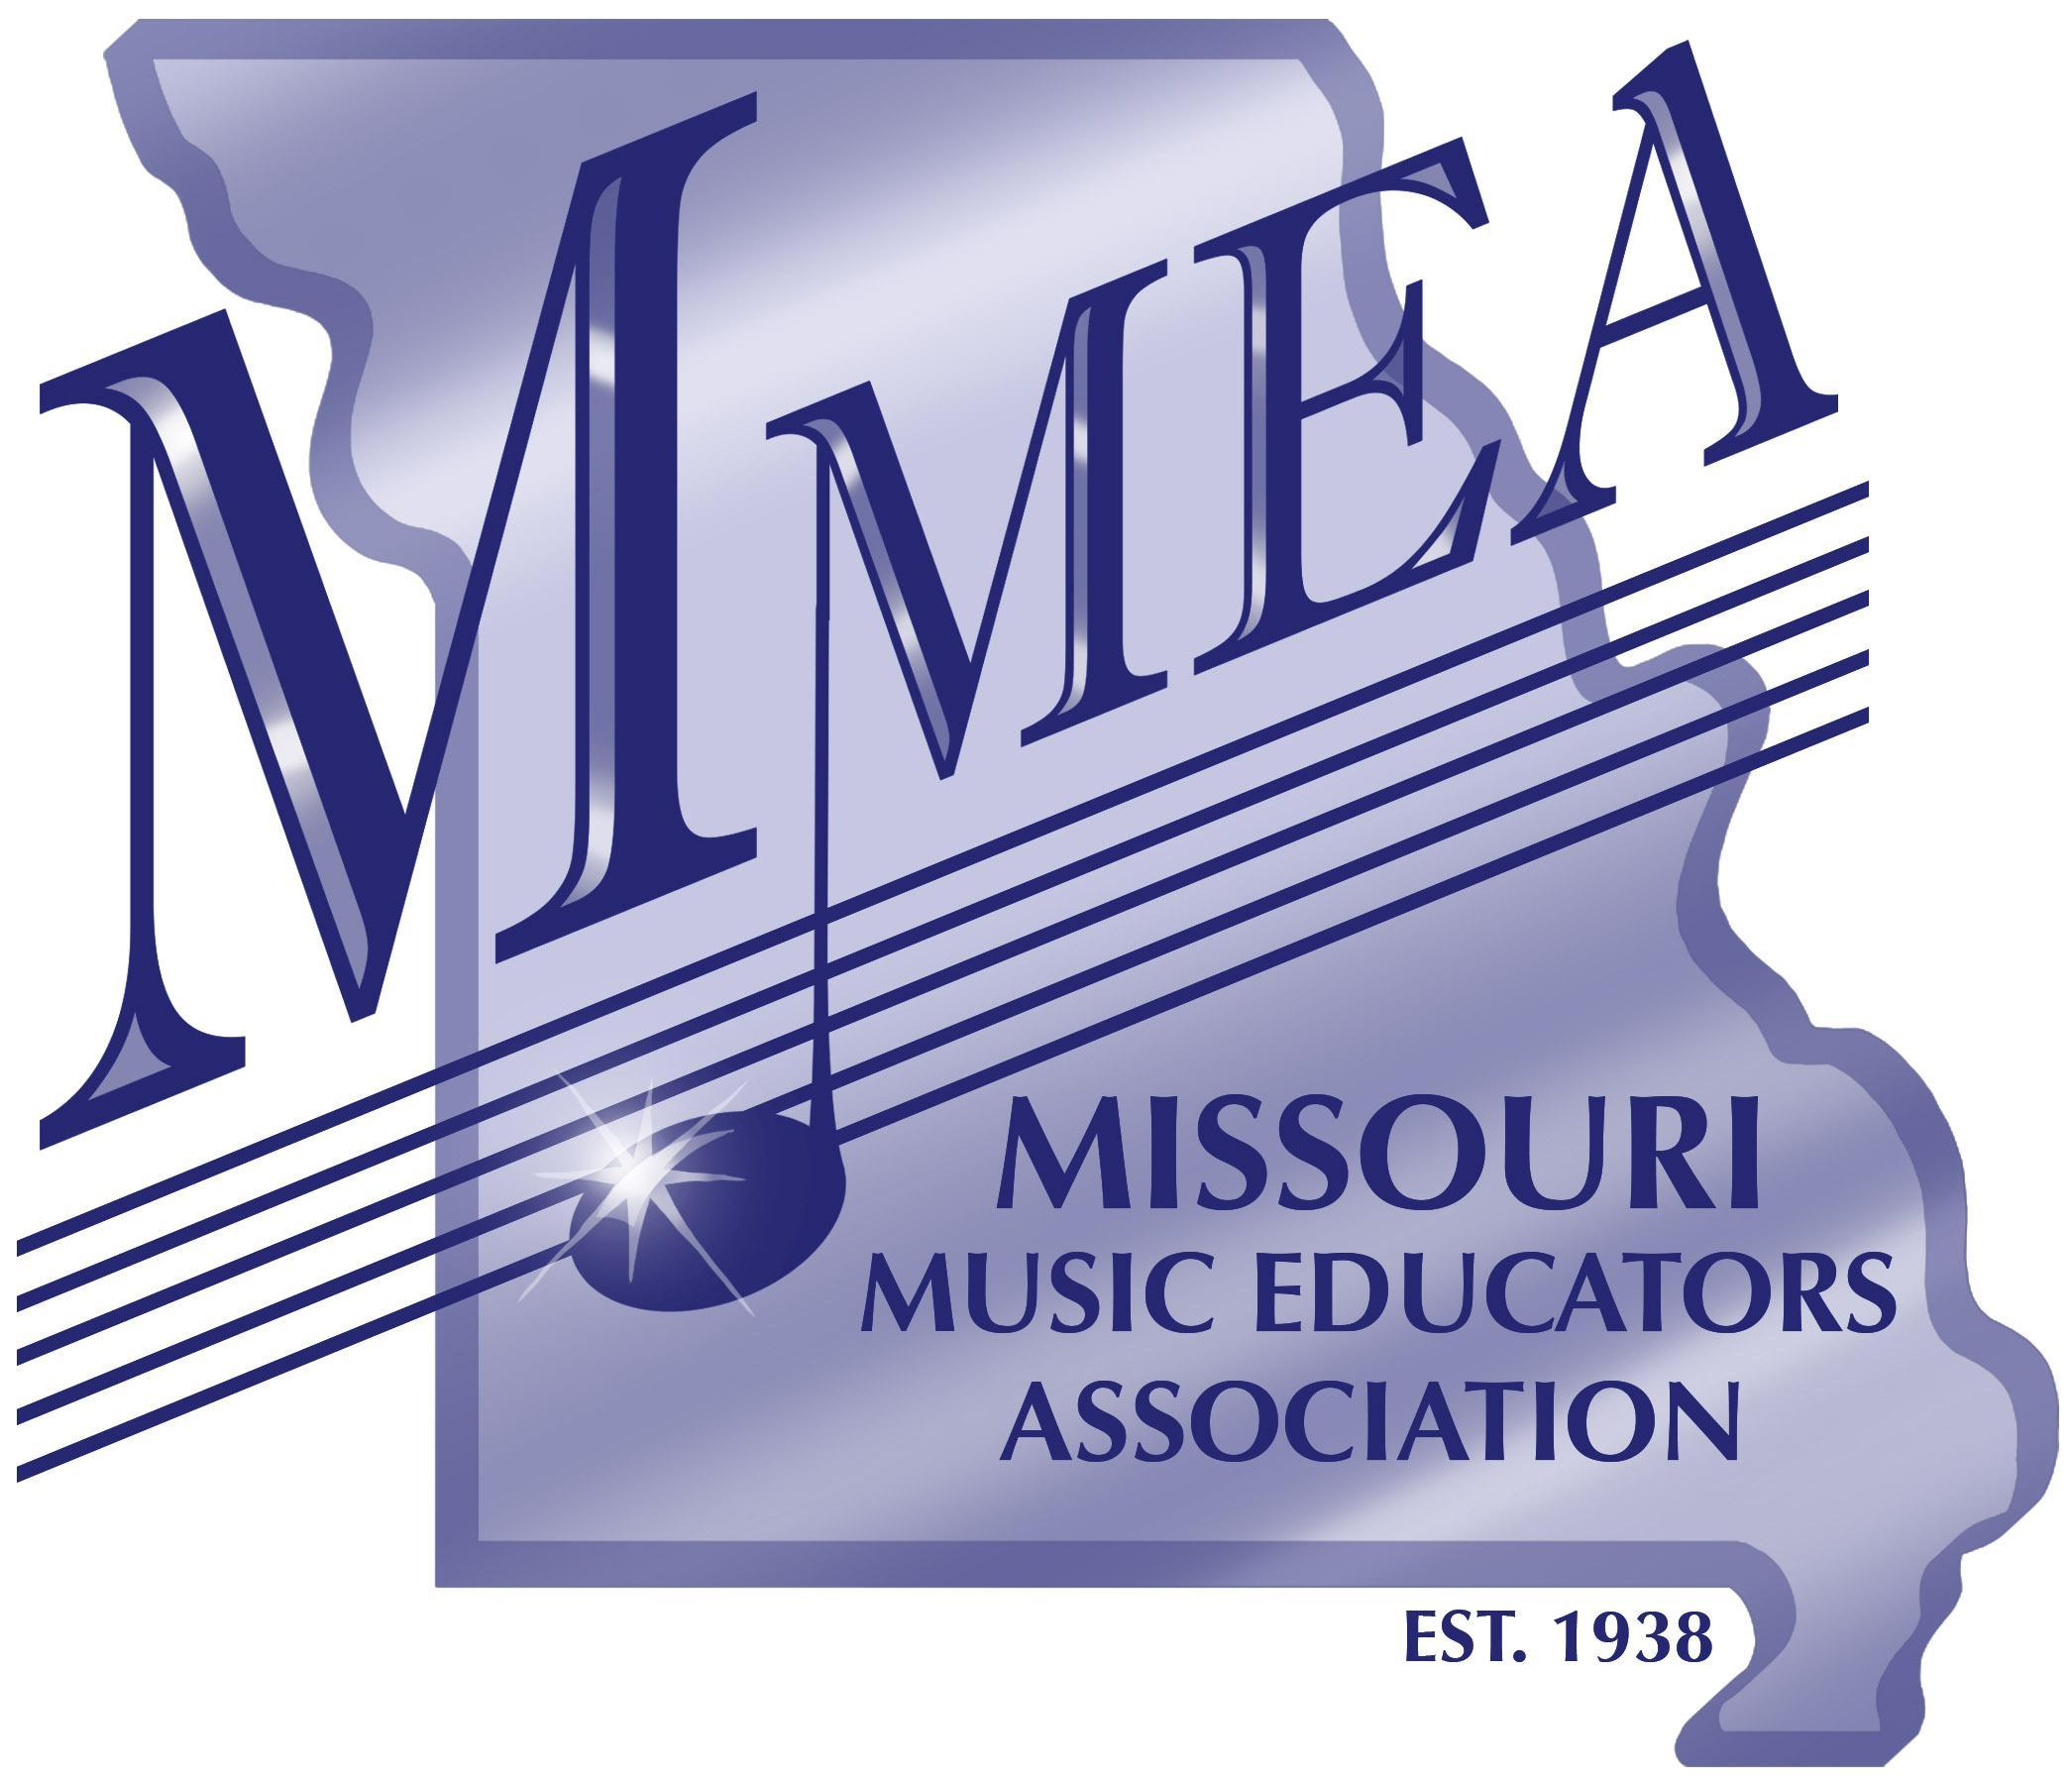 MMEA
MISSOURI
MUSIC EDUCATORS
ASSOCIATION
EST. 1938